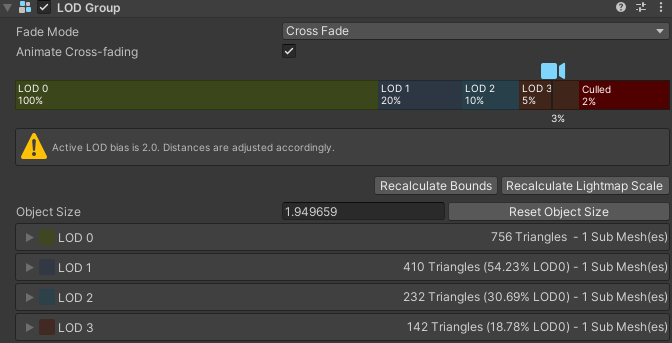 LOD Group
Fade Mode
Cross Fade
Animate Cross-fading
LOD 0
100%
LOD 1
20%
LOD 2
10%
LOD 3
5%
Culled
2%
3%
Active LOD bias is 2.0. Distances are adjusted accordingly.
Recalculate Bounds
Recalculate Lightmap Scale
Object Size
1.949659
Reset Object Size
LOD 0
756 Triangles - 1 Sub Mesh(es)
LOD 1
410 Triangles (54.23% LOD0) - 1 Sub Mesh(es)
LOD 2
232 Triangles (30.69% LOD0) - 1 Sub Mesh(es)
LOD 3
142 Triangles (18.78% LOD0) - 1 Sub Mesh(es)